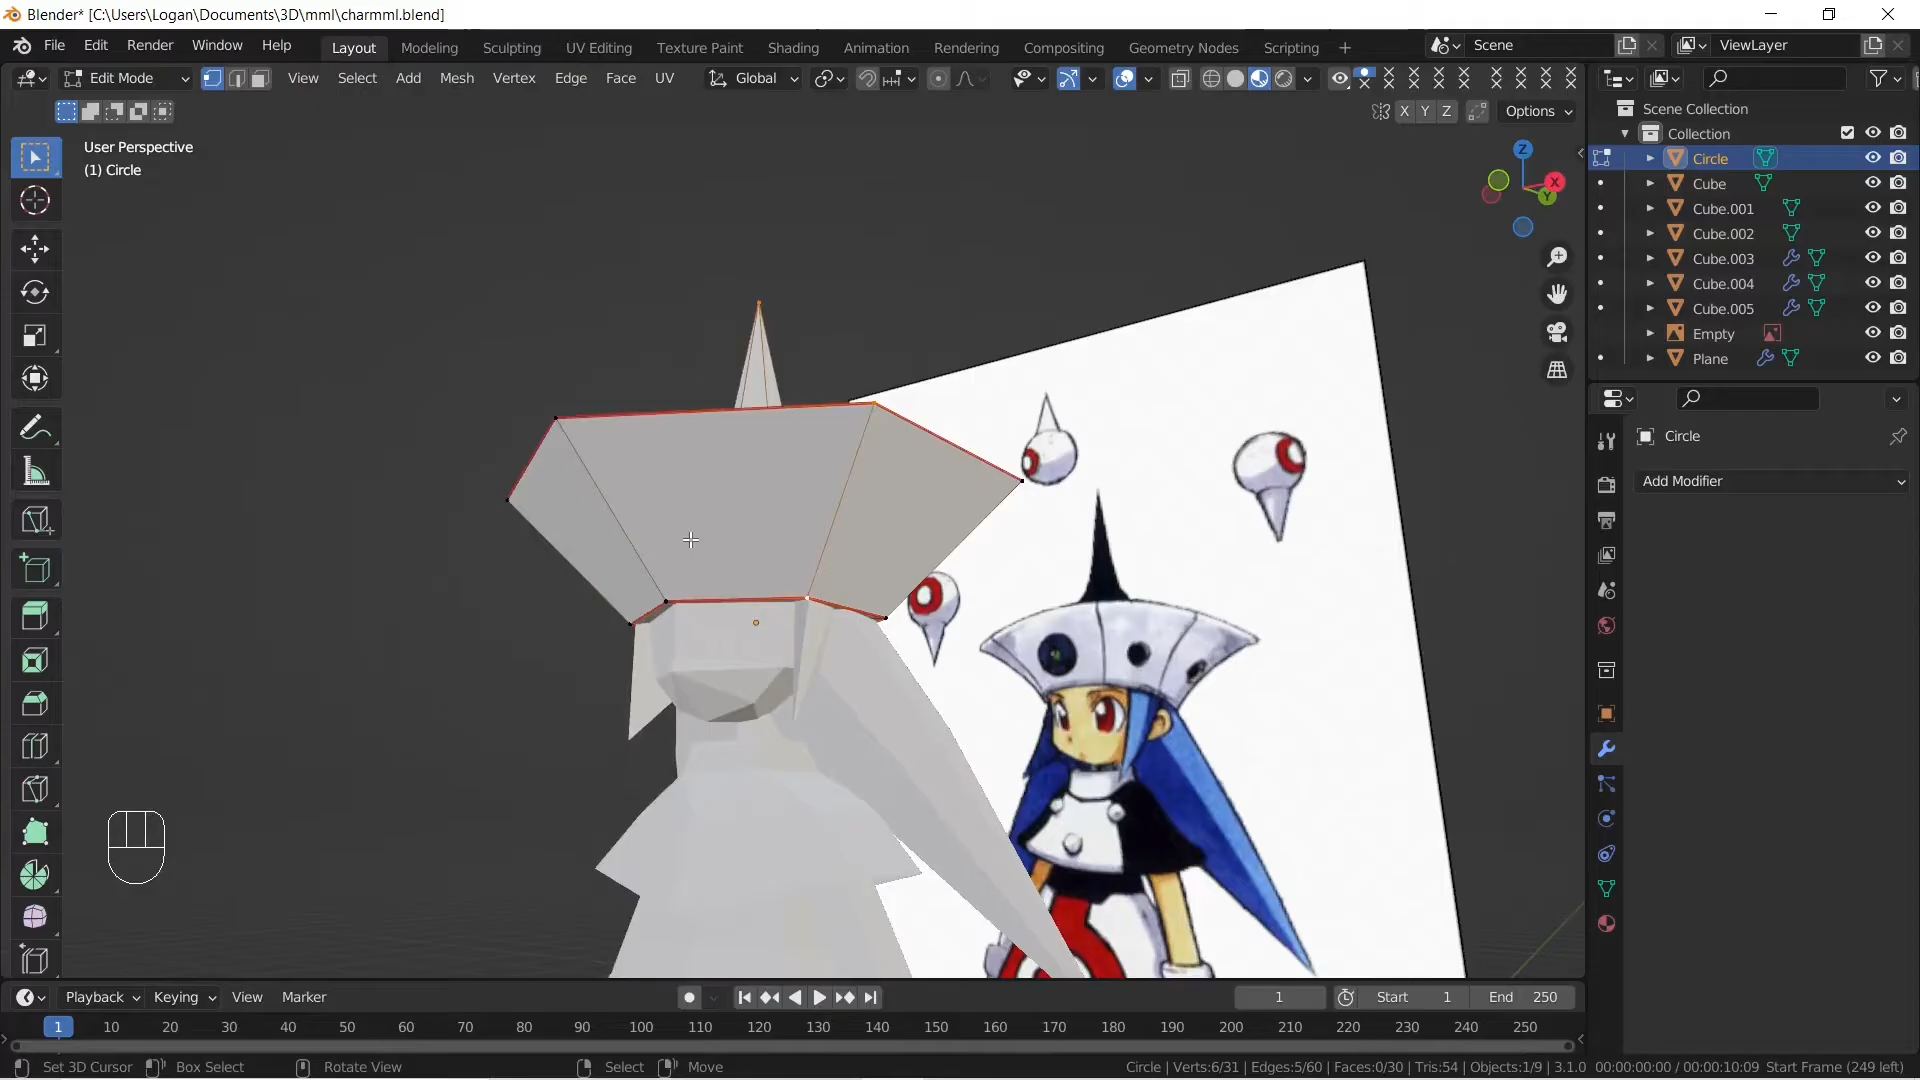 Blender* [C:\Users\Logan\Documents\3D\mml\charmml.blend]
File Edit Render Window Help Layout Modeling Sculpting UV Editing Texture Paint Shading Animation Rendering Compositing Geometry Nodes Scripting + Scene ViewLayer
Edit Mode View Select Add Mesh Vertex Edge Face UV Global
X Y Z Options
User Perspective
(1) Circle
Z
X
Y
Scene Collection
Collection
Circle
Cube
Cube.001
Cube.002
Cube.003
Cube.004
Cube.005
Empty
Plane
Circle
Add Modifier
Playback Keying View Marker 1 Start 1 End 250
1 10 20 30 40 50 60 70 80 90 100 110 120 130 140 150 160 170 180 190 200 210 220 230 240 250
Set 3D Cursor Box Select Rotate View Select Move Circle | Verts:6/31 | Edges:5/60 | Faces:0/30 | Tris:54 | Objects:1/9 | 3.1.0 00:00:00:00 / 00:00:10:09 Start Frame (249 left)